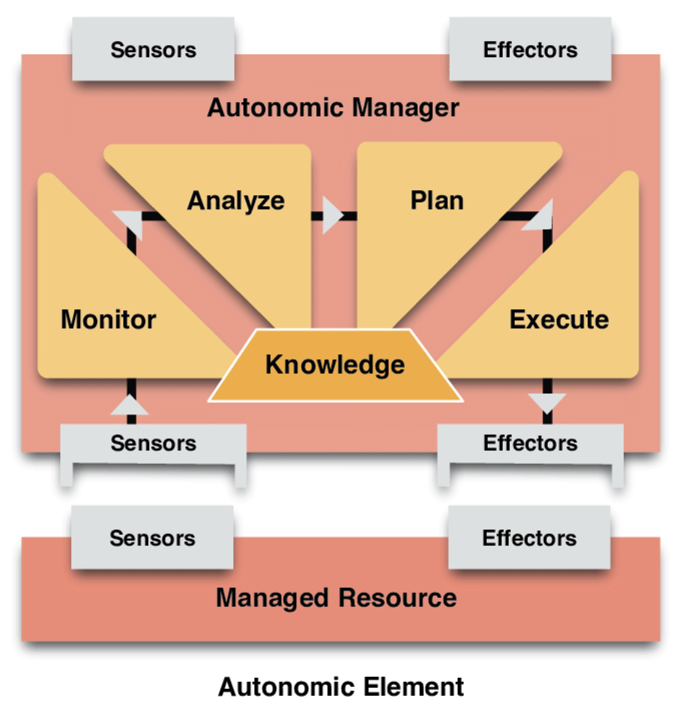 Sensors
Effectors
Autonomic Manager
Analyze
Plan
Monitor
Execute
Knowledge
Sensors
Effectors
Sensors
Effectors
Managed Resource
Autonomic Element